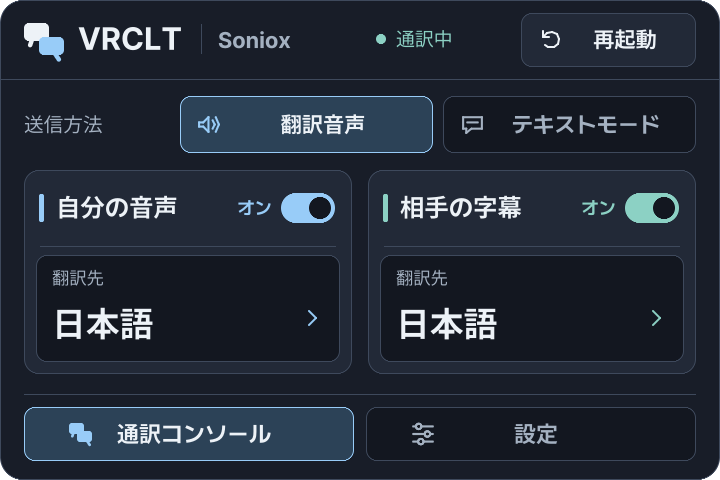 VRCLT Soniox 通訳中 再起動
送信方法 翻訳音声 テキストモード
自分の音声 オン
翻訳先
日本語
相手の字幕 オン
翻訳先
日本語
通訳コンソール 設定